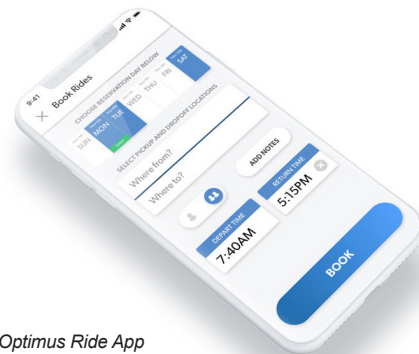 9:41
Book Rides
CHOOSE RESERVATION DAY BELOW
SUN MON TUE WED THU FRI SAT
SELECT PICKUP AND DROPOFF LOCATIONS
Where from?
Where to?
ADD NOTES
DEPART TIME
7:40AM
RETURN TIME
5:15PM
BOOK
Optimus Ride App